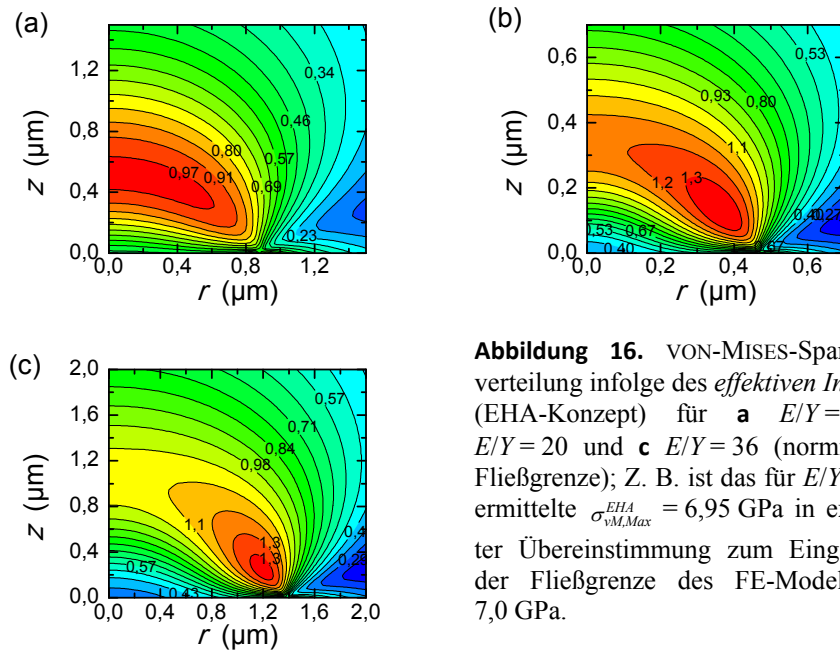 (a)
1,2
0,8
0,4
0,0
z (µm)
0,34
0,46
0,80
0,57
0,97
0,91
0,69
0,23
0,0 0,4 0,8 1,2
r (µm)
(b)
0,6
0,4
0,2
0,0
z (µm)
0,53
0,93
0,80
1,1
1,2
1,3
0,53
0,67
0,40
0,0 0,2 0,4 0,6
r (µm)
(c)
2,0
1,6
1,2
0,8
0,4
0,0
z (µm)
0,57
0,71
0,84
0,98
1,1
1,3
1,3
0,57
0,43
0,0 0,4 0,8 1,2 1,6 2,0
r (µm)
Abbildung 16. VON-MISES-Span
verteilung infolge des effektiven In
(EHA-Konzept) für a E/Y =
E/Y = 20 und c E/Y = 36 (norm
Fließgrenze); Z. B. ist das für E/Y
ermittelte σ^{EHA}_{vM,Max} = 6,95 GPa in e
ter Übereinstimmung zum Eing
der Fließgrenze des FE-Model
7,0 GPa.